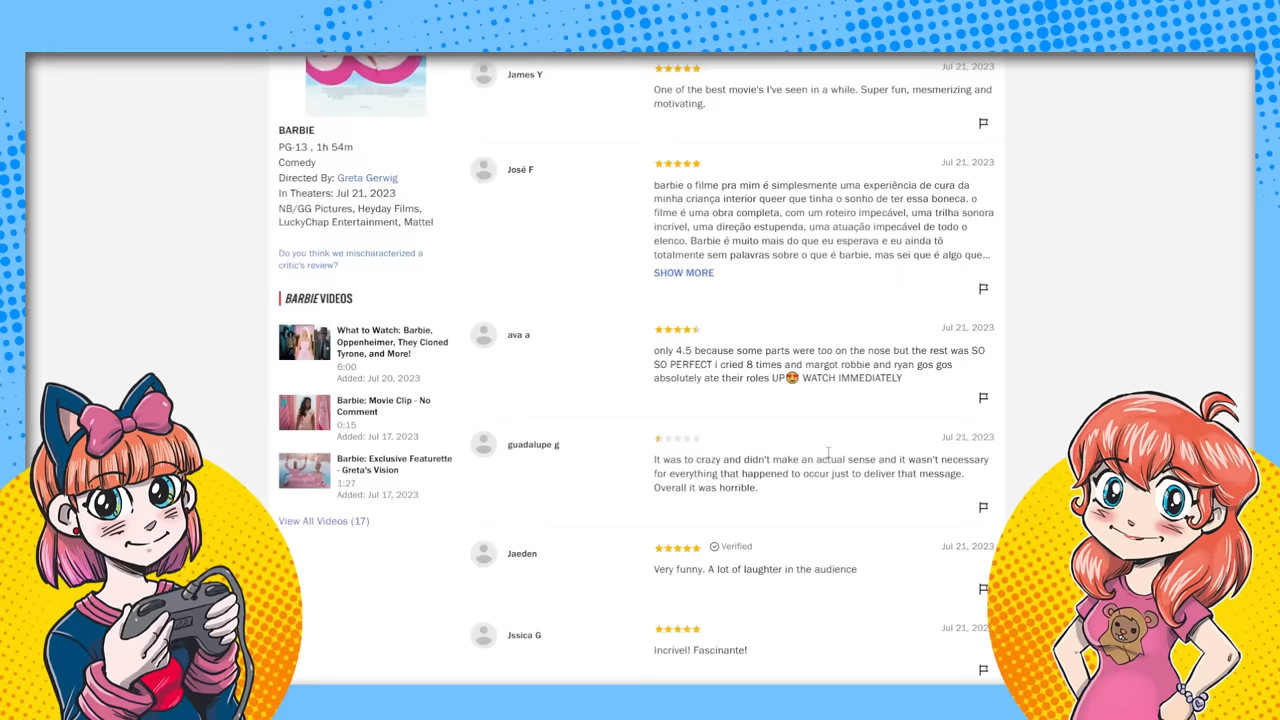 BARBIE
PG-13 , 1h 54m
Comedy
Directed By: Greta Gerwig
In Theaters: Jul 21, 2023
NB/GG Pictures, Heyday Films,
LuckyChap Entertainment, Mattel
Do you think we mischaracterized a
critic's review?
BARBIE VIDEOS
What to Watch: Barbie,
Oppenheimer, They Cloned
Tyrone, and More!
6:00
Added: Jul 20, 2023
Barbie: Movie Clip - No
Comment
0:15
Added: Jul 17, 2023
Barbie: Exclusive Featurette
- Greta's Vision
1:27
Added: Jul 17, 2023
View All Videos (17)
James Y
Jul 21, 2023
One of the best movie's I've seen in a while. Super fun, mesmerizing and
motivating.
José F
Jul 21, 2023
barbie o filme pra mim é simplesmente uma experiência de cura da
minha criança interior queer que tinha o sonho de ter essa boneca. o
filme é uma obra completa, com um roteiro impecável, uma trilha sonora
incrível, uma direção estupenda, uma atuação impecável de todo o
elenco. Barbie é muito mais do que eu esperava e eu ainda tô
totalmente sem palavras sobre o que é barbie, mas sei que é algo que...
SHOW MORE
ava a
Jul 21, 2023
only 4.5 because some parts were too on the nose but the rest was SO
SO PERFECT i cried 8 times and margot robbie and ryan gos gos
absolutely ate their roles UP😍 WATCH IMMEDIATELY
guadalupe g
Jul 21, 2023
It was to crazy and didn't make an actual sense and it wasn't necessary
for everything that happened to occur just to deliver that message.
Overall it was horrible.
Jaeden
Verified
Jul 21, 2023
Very funny. A lot of laughter in the audience
Jssica G
Jul 21, 202
Incrível! Fascinante!